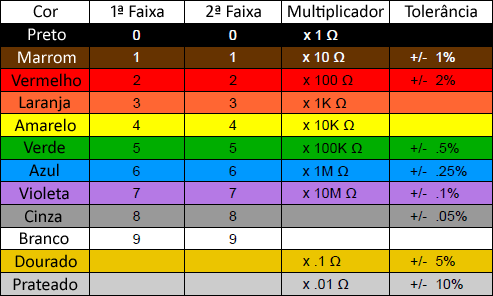 Cor 1ª Faixa 2ª Faixa Multiplicador Tolerância
Preto 0 0 x 1 Ω
Marrom 1 1 x 10 Ω +/- 1%
Vermelho 2 2 x 100 Ω +/- 2%
Laranja 3 3 x 1K Ω
Amarelo 4 4 x 10K Ω
Verde 5 5 x 100K Ω +/- .5%
Azul 6 6 x 1M Ω +/- .25%
Violeta 7 7 x 10M Ω +/- .1%
Cinza 8 8 +/- .05%
Branco 9 9
Dourado x .1 Ω +/- 5%
Prateado x .01 Ω +/- 10%